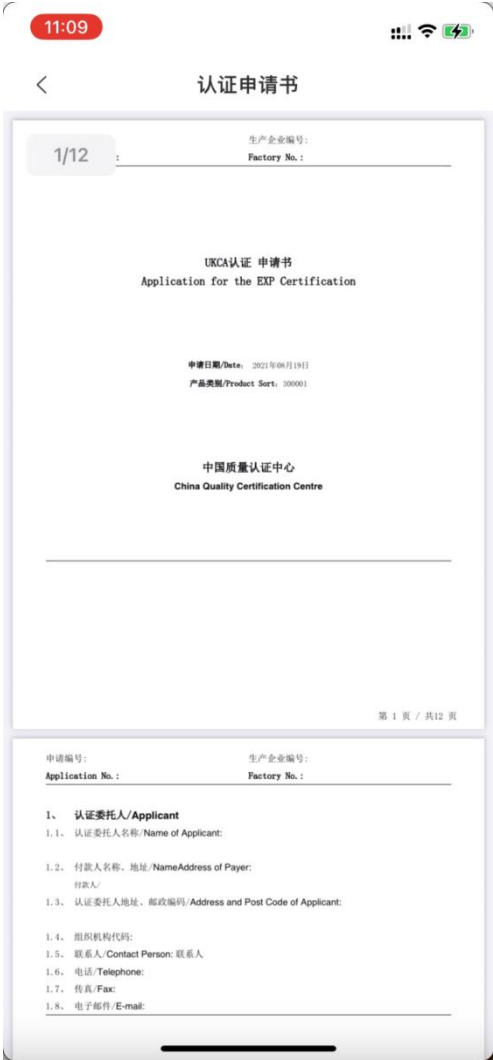 11:09
认证申请书
生产企业编号:
1/12
: Factory No.:
UKCA认证 申请书
Application for the EXP Certification
申请日期/Date: 2021年08月19日
产品类别/Product Sort: 300001
中国质量认证中心
China Quality Certification Centre
第 1 页 / 共12 页
申请编号: 生产企业编号:
Application No.: Factory No.:
1、 认证委托人/Applicant
1.1、 认证委托人名称/Name of Applicant:
1.2、 付款人名称、地址/NameAddress of Payer:
付款人/
1.3、 认证委托人地址、邮政编码/Address and Post Code of Applicant:
1.4、 组织机构代码:
1.5、 联系人/Contact Person: 联系人
1.6、 电话/Telephone:
1.7、 传真/Fax:
1.8、 电子邮件/E-mail: